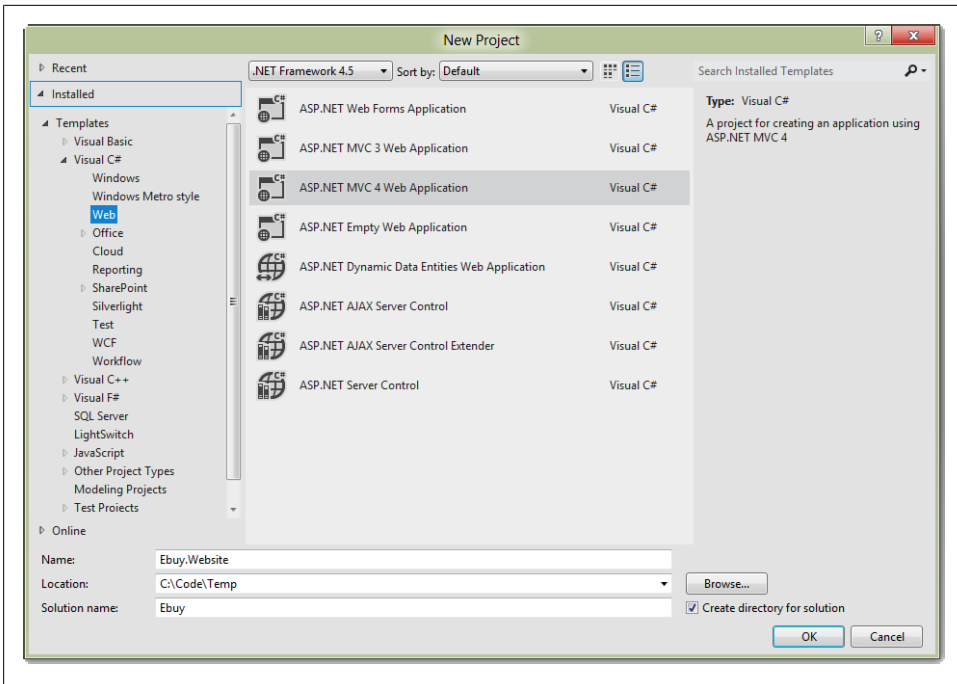 New Project
Recent
Installed
Templates
Visual Basic
Visual C#
Windows
Windows Metro style
Web
Office
Cloud
Reporting
SharePoint
Silverlight
Test
WCF
Workflow
Visual C++
Visual F#
SQL Server
LightSwitch
JavaScript
Other Project Types
Modeling Projects
Test Projects
Online
.NET Framework 4.5 Sort by: Default
C# ASP.NET Web Forms Application Visual C#
C# ASP.NET MVC 3 Web Application Visual C#
C# ASP.NET MVC 4 Web Application Visual C#
C# ASP.NET Empty Web Application Visual C#
C# ASP.NET Dynamic Data Entities Web Application Visual C#
C# ASP.NET AJAX Server Control Visual C#
C# ASP.NET AJAX Server Control Extender Visual C#
C# ASP.NET Server Control Visual C#
Search Installed Templates
Type: Visual C#
A project for creating an application using
ASP.NET MVC 4
Name: Ebuy.Website
Location: C:\Code\Temp Browse...
Solution name: Ebuy Create directory for solution
OK Cancel